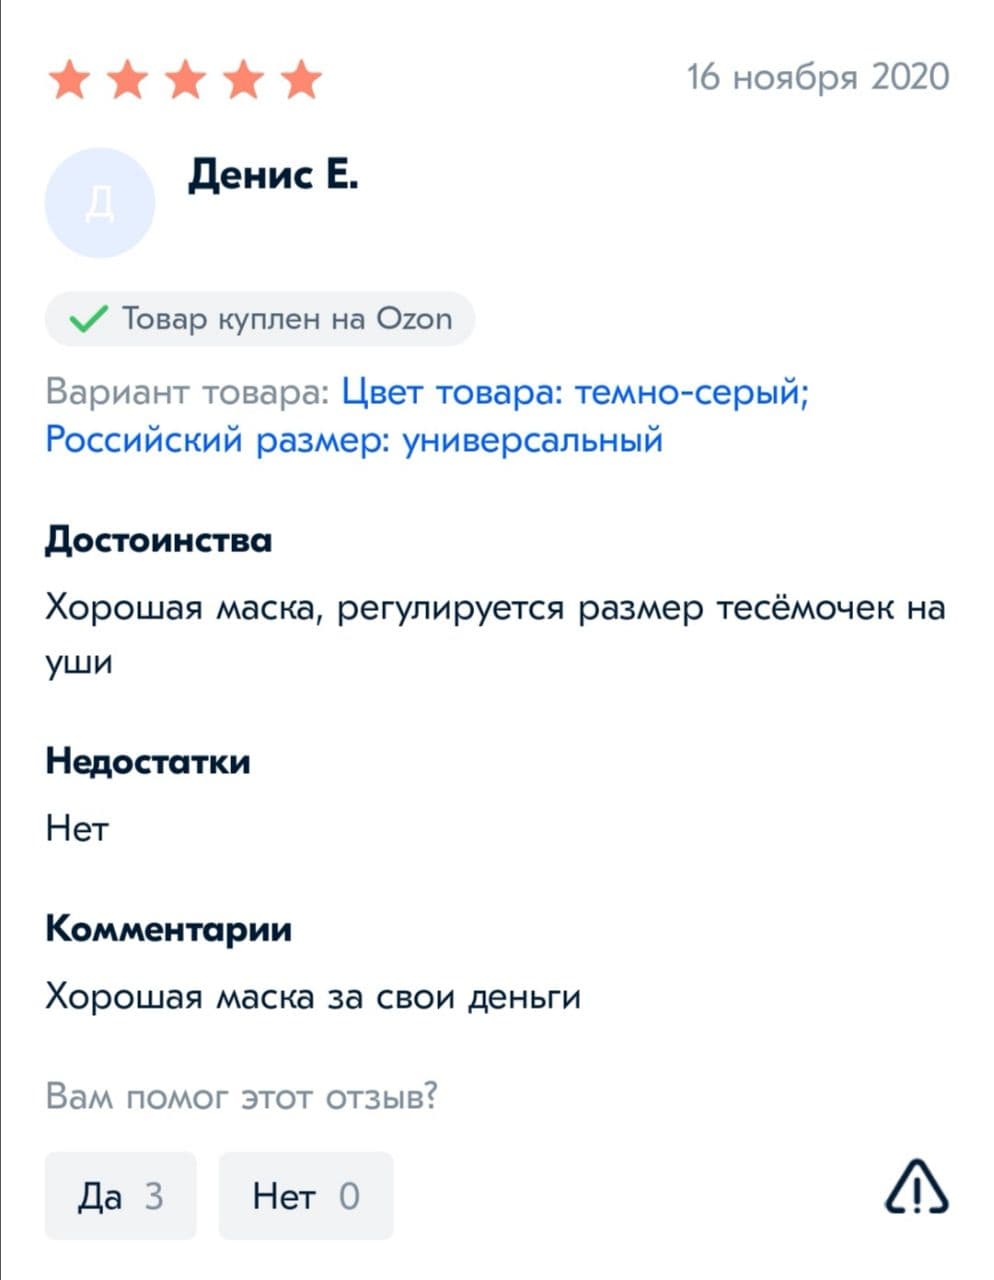 16 ноября 2020
Д
Денис Е.
Товар куплен на Ozon
Вариант товара: Цвет товара: темно-серый;
Российский размер: универсальный
Достоинства
Хорошая маска, регулируется размер тесёмочек на
уши
Недостатки
Нет
Комментарии
Хорошая маска за свои деньги
Вам помог этот отзыв?
Да 3 Нет 0